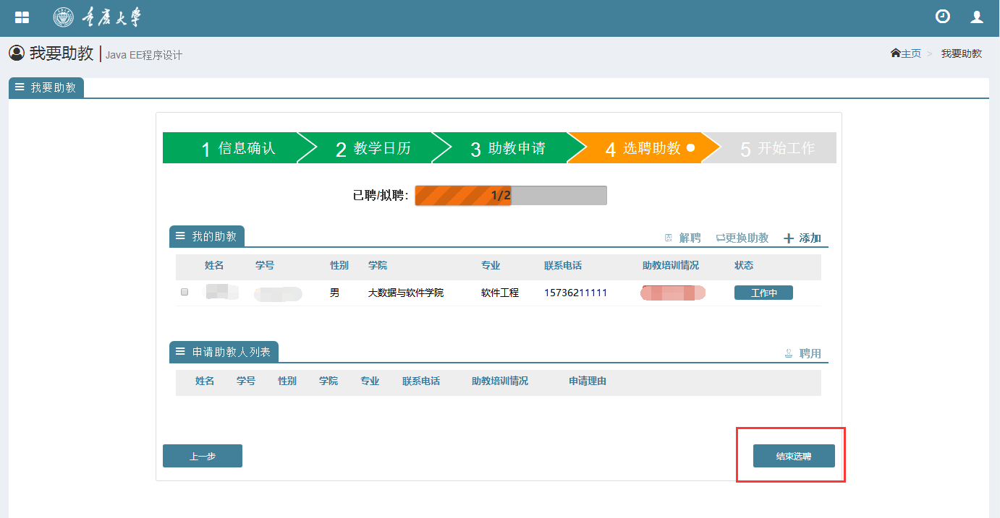 重庆大学
我要助教 | Java EE程序设计
主页 > 我要助教
我要助教
1 信息确认 2 教学日历 3 助教申请 4 选聘助教 5 开始工作
已聘/拟聘: 1/2
我的助教
解聘 更换助教 添加
姓名 学号 性别 学院 专业 联系电话 助教培训情况 状态
男 大数据与软件学院 软件工程 15736211111 工作中
申请助教人列表
聘用
姓名 学号 性别 学院 专业 联系电话 助教培训情况 申请理由
上一步 结束选聘